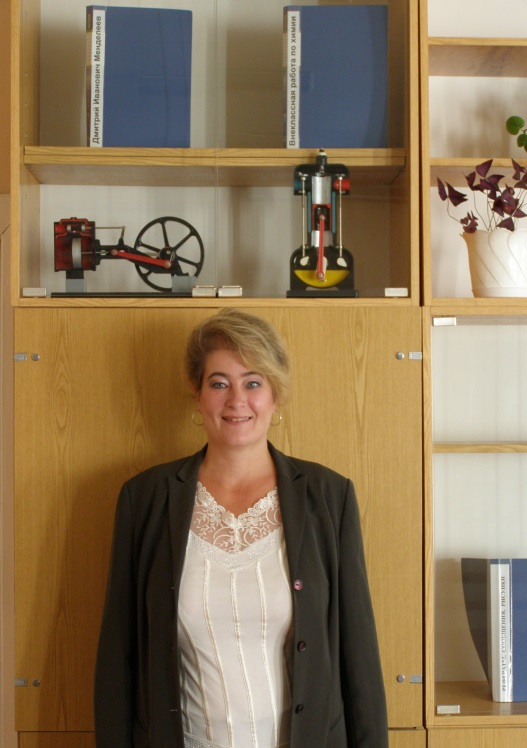 Дмитрий Иванович Менделеев
Внеклассная работа по химии